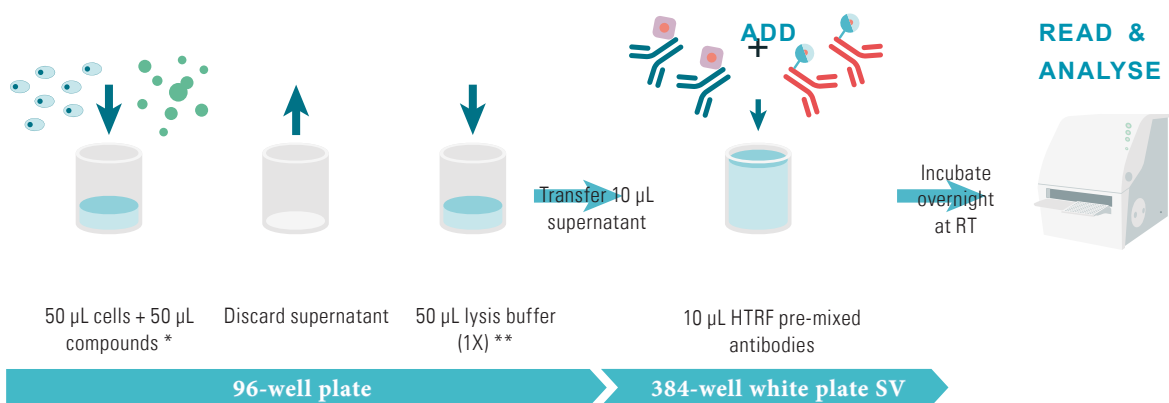 ADD
+
READ &
ANALYSE
Transfer 10 µL
supernatant
Incubate
overnight
at RT
50 µL cells + 50 µL
compounds *
Discard supernatant
50 µL lysis buffer
(1X) **
10 µL HTRF pre-mixed
antibodies
96-well plate
384-well white plate SV